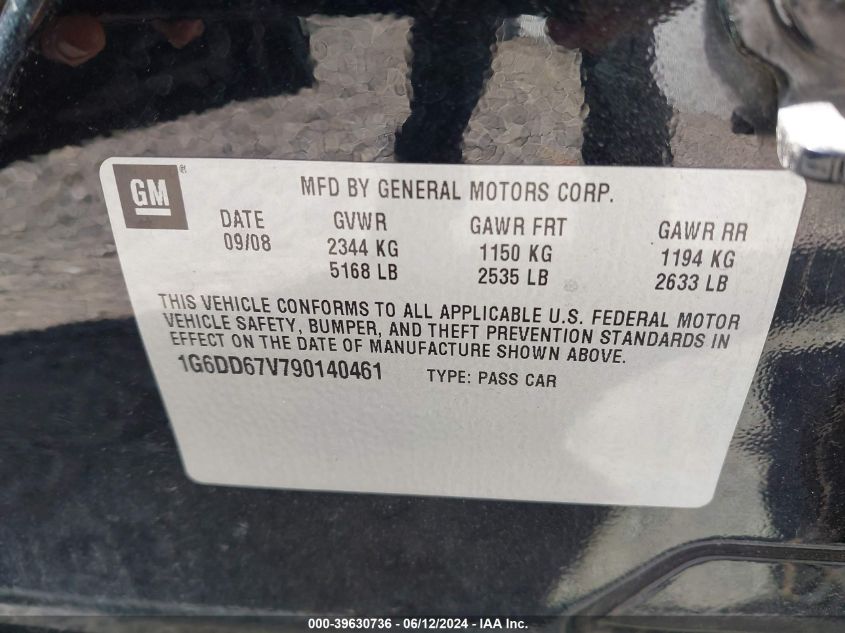 GM®
MFD BY GENERAL MOTORS CORP.
DATE GVWR GAWR FRT GAWR RR
09/08 2344 KG 1150 KG 1194 KG
5168 LB 2535 LB 2633 LB
THIS VEHICLE CONFORMS TO ALL APPLICABLE U.S. FEDERAL MOTOR
VEHICLE SAFETY, BUMPER, AND THEFT PREVENTION STANDARDS IN
EFFECT ON THE DATE OF MANUFACTURE SHOWN ABOVE.
1G6DD67V790140461 TYPE: PASS CAR
000-39630736 - 06/12/2024 - IAA Inc.